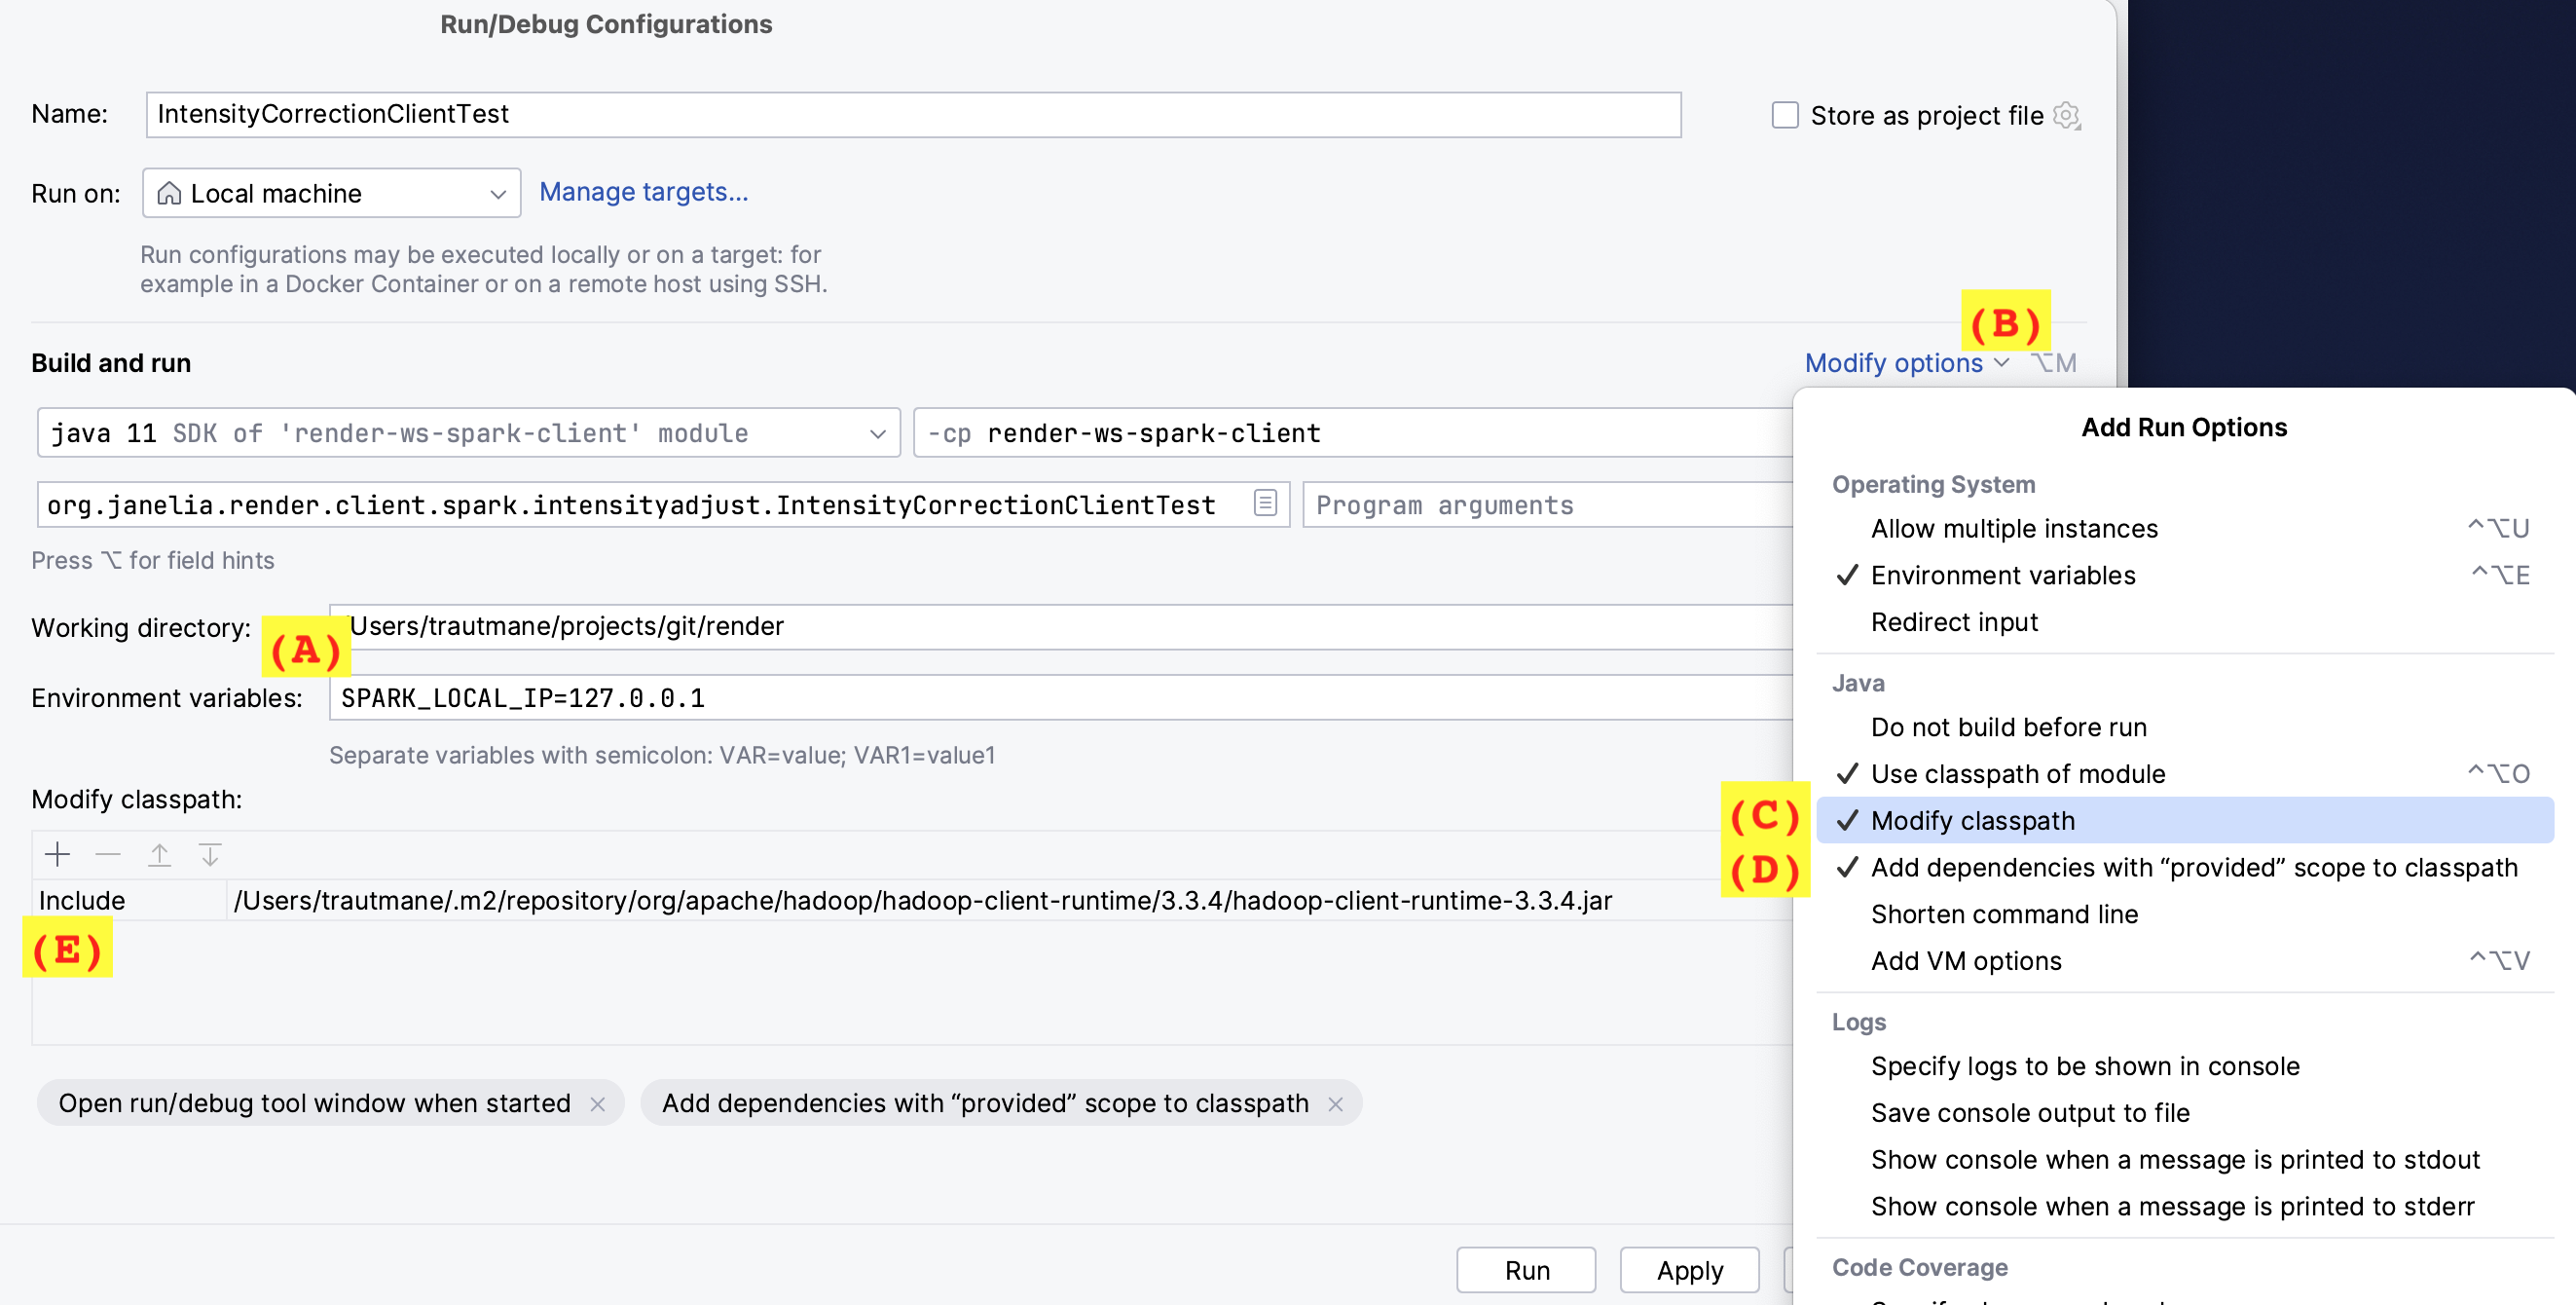 Run/Debug Configurations
Name: IntensityCorrectionClientTest
Store as project file
Run on: Local machine Manage targets...
Run configurations may be executed locally or on a target: for
example in a Docker Container or on a remote host using SSH.
(B)
Build and run
Modify options ⌥M
java 11 SDK of 'render-ws-spark-client' module
-cp render-ws-spark-client
org.janelia.render.client.spark.intensityadjust.IntensityCorrectionClientTest
Program arguments
Press ⌥ for field hints
Working directory: /Users/trautmane/projects/git/render
(A)
Environment variables: SPARK_LOCAL_IP=127.0.0.1
Separate variables with semicolon: VAR=value; VAR1=value1
Modify classpath:
Include /Users/trautmane/.m2/repository/org/apache/hadoop/hadoop-client-runtime/3.3.4/hadoop-client-runtime-3.3.4.jar
(E)
Open run/debug tool window when started ×
Add dependencies with “provided” scope to classpath ×
Run
Apply
Add Run Options
Operating System
Allow multiple instances ^⌥U
✓ Environment variables ^⌥E
Redirect input
Java
Do not build before run
✓ Use classpath of module ^⌥O
(C) ✓ Modify classpath
(D) ✓ Add dependencies with “provided” scope to classpath
Shorten command line
Add VM options ^⌥V
Logs
Specify logs to be shown in console
Save console output to file
Show console when a message is printed to stdout
Show console when a message is printed to stderr
Code Coverage